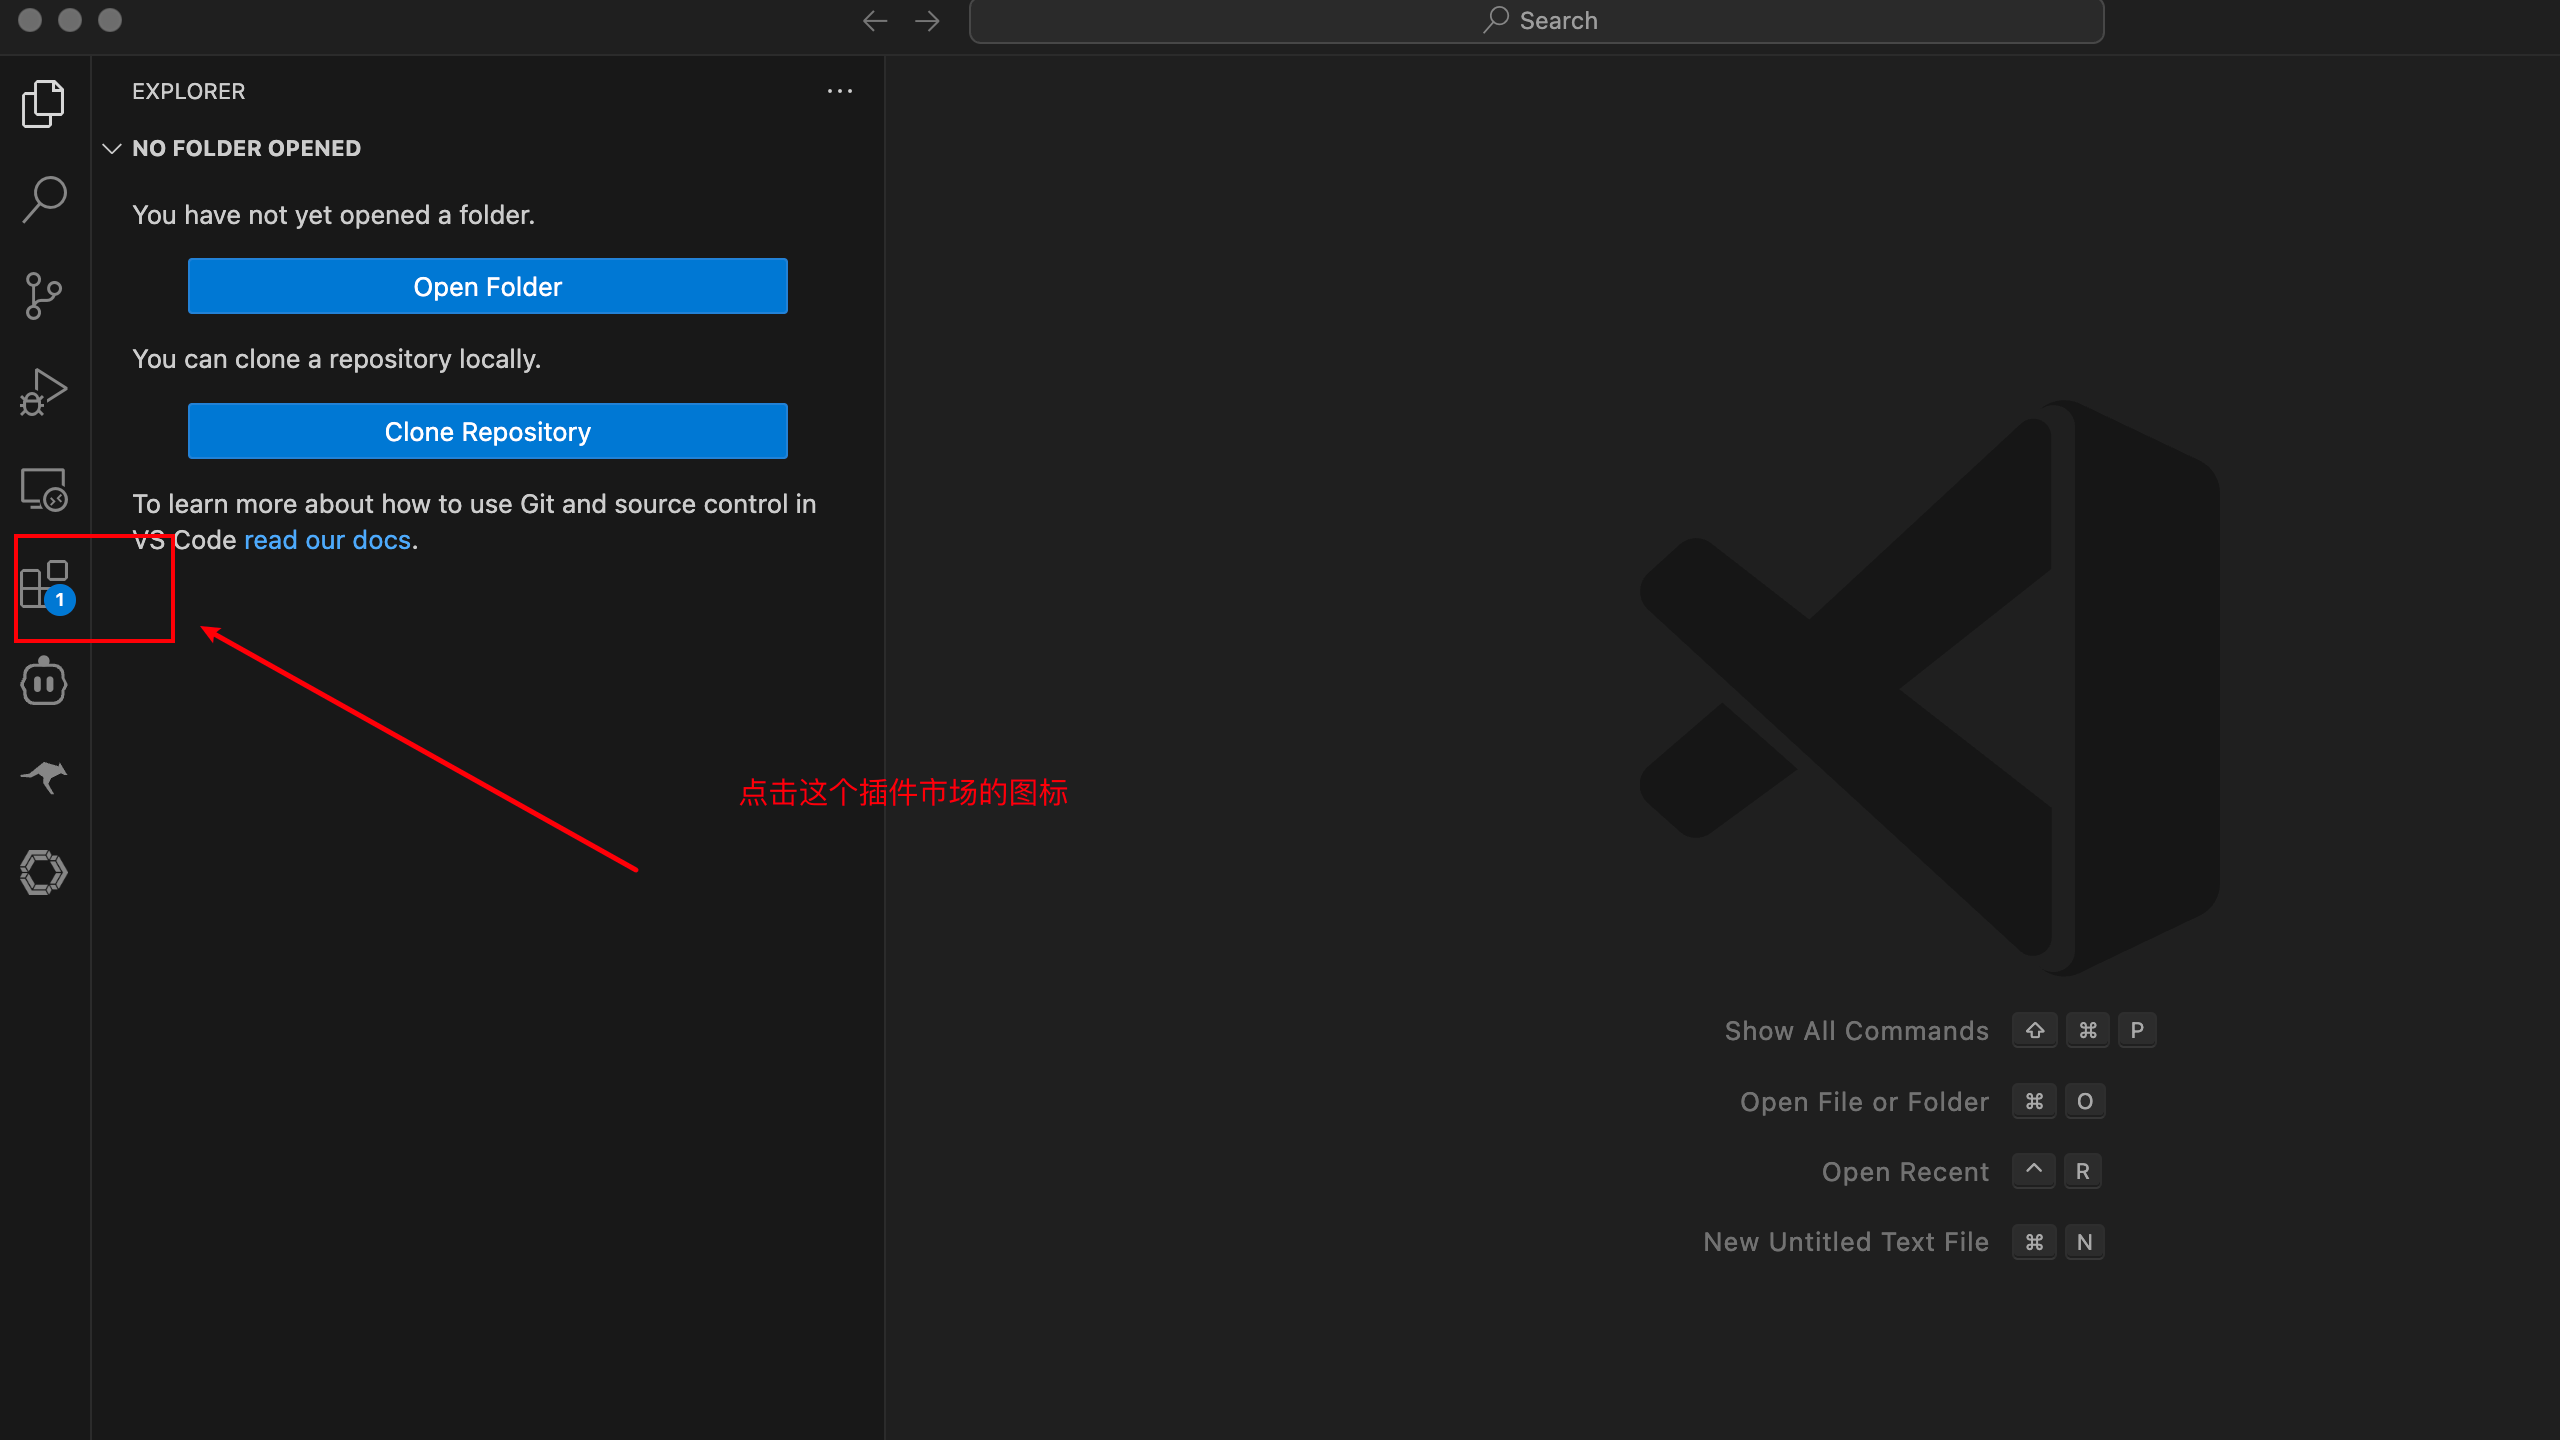 Search
EXPLORER
NO FOLDER OPENED
You have not yet opened a folder.
Open Folder
You can clone a repository locally.
Clone Repository
To learn more about how to use Git and source control in
VS Code read our docs.
1
点击这个插件市场的图标
Show All Commands ⇧ ⌘ P
Open File or Folder ⌘ O
Open Recent ^ R
New Untitled Text File ⌘ N